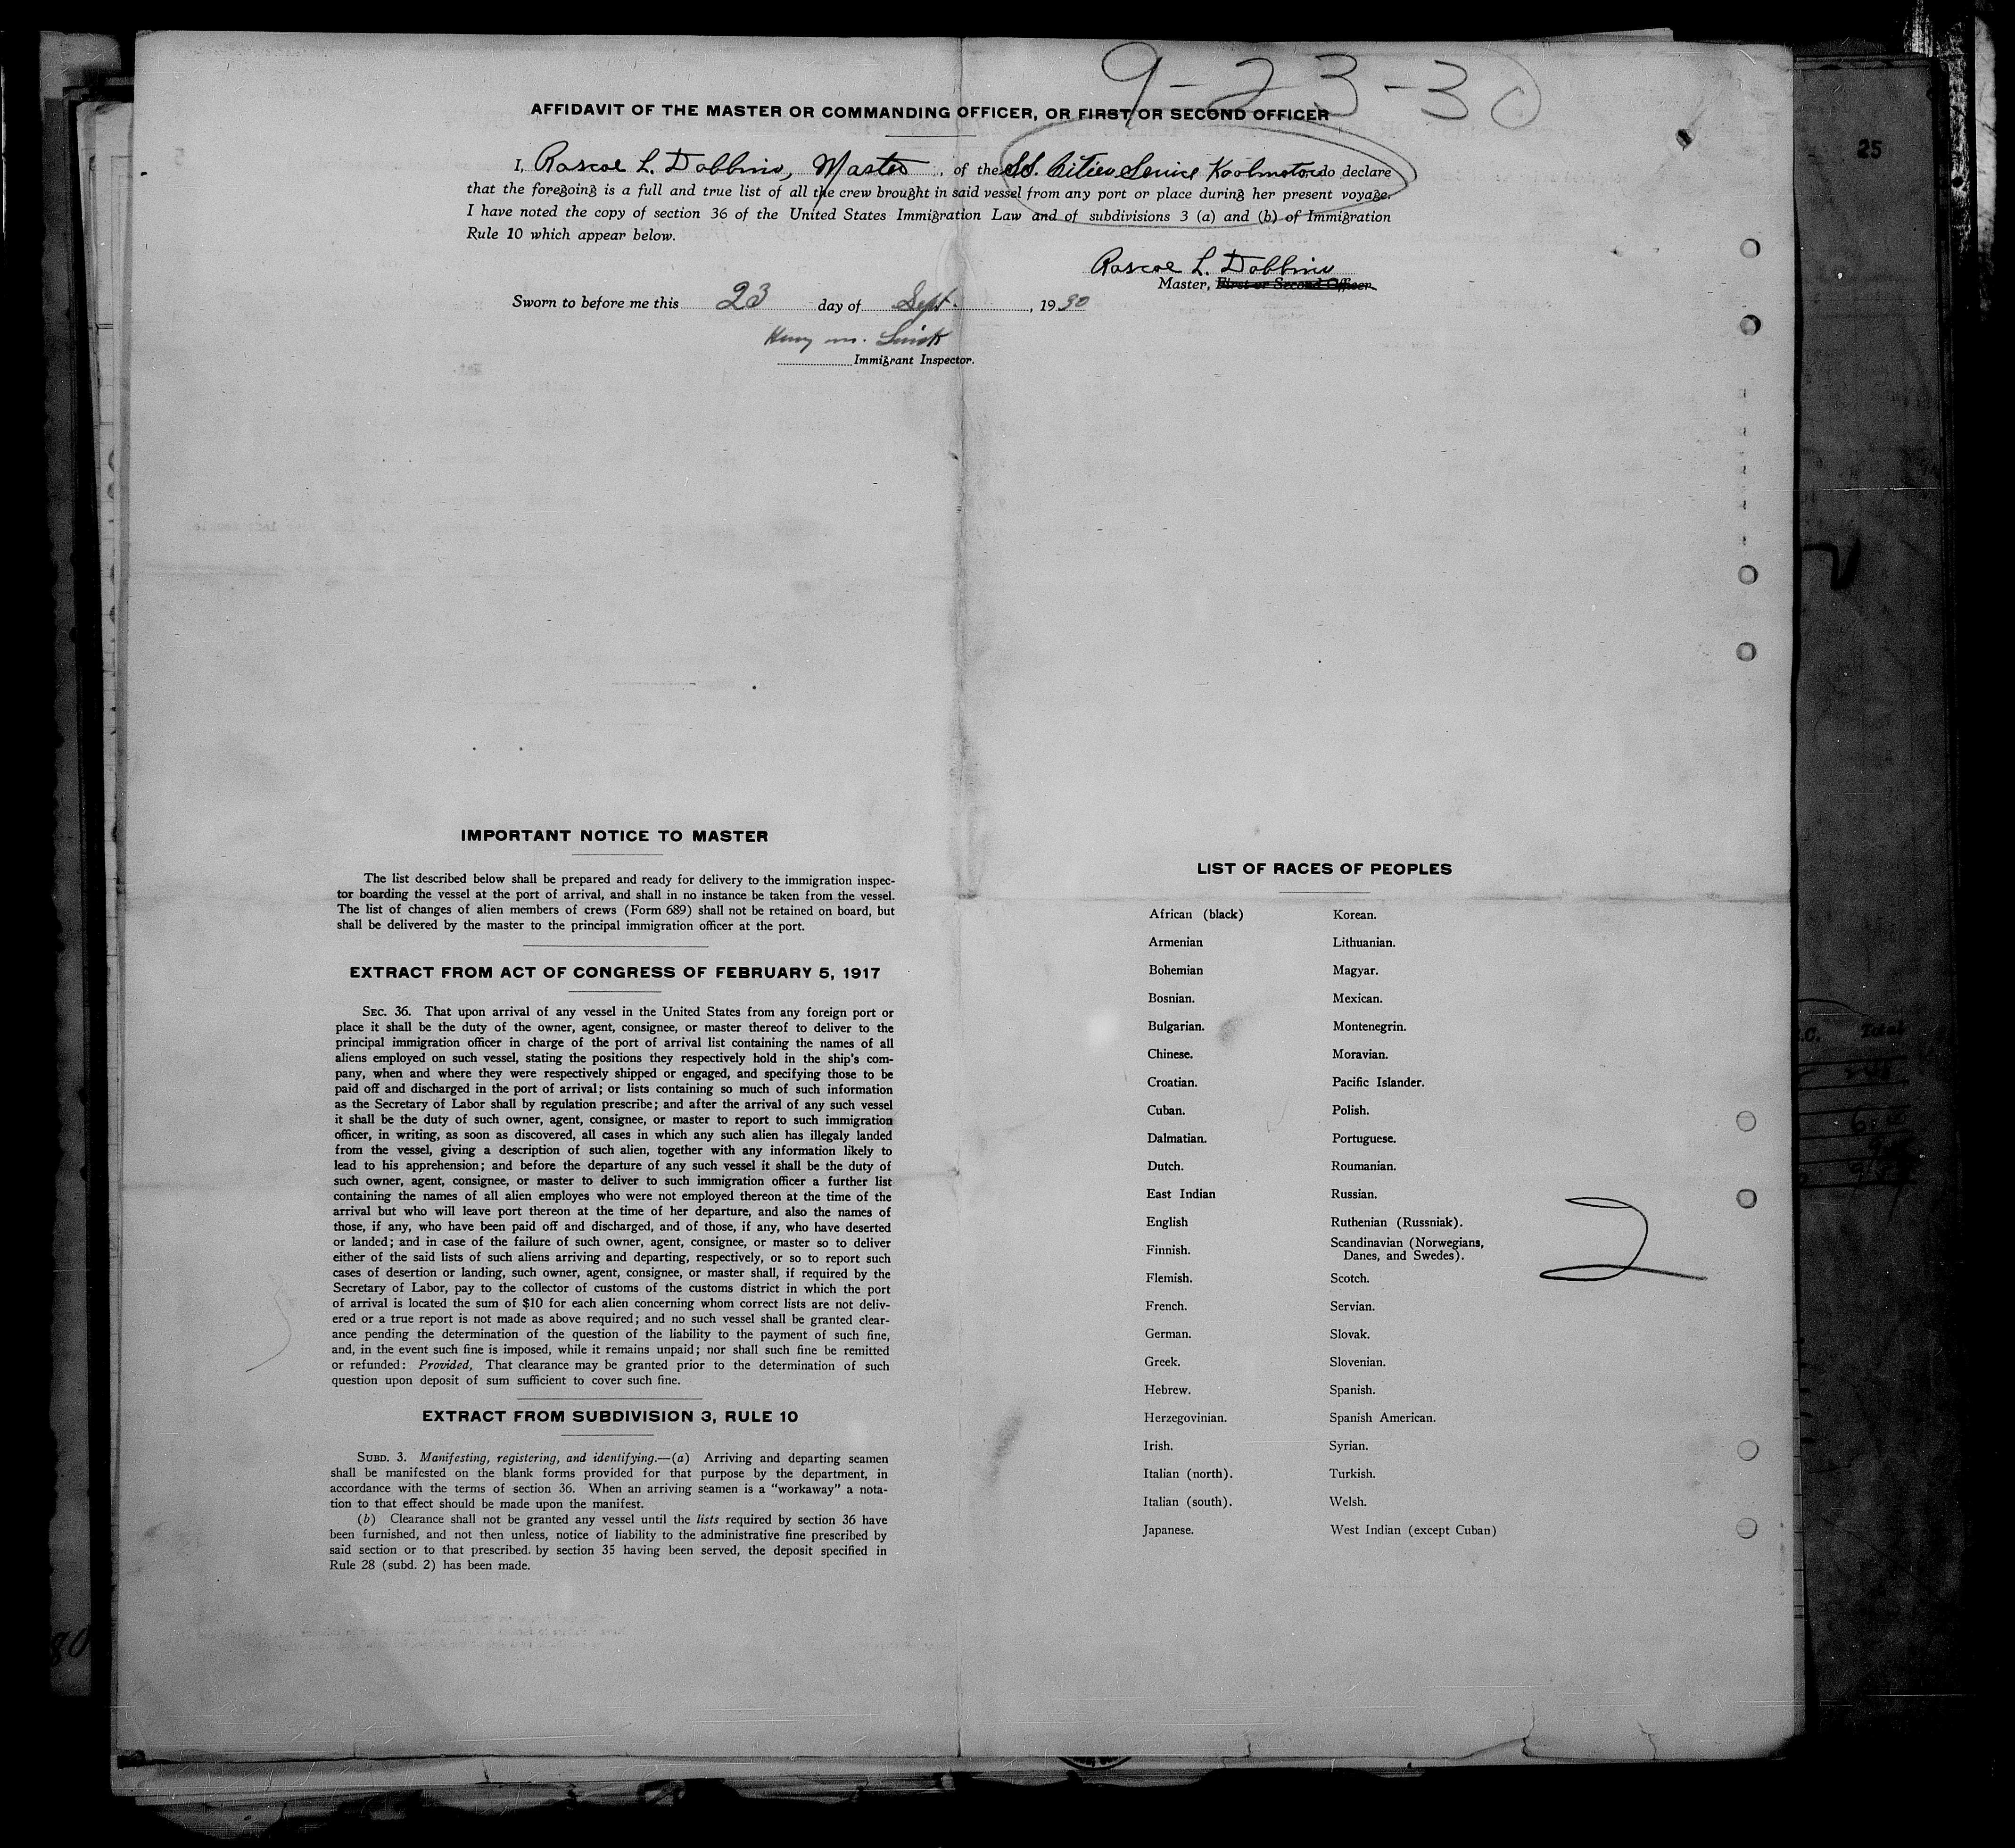 9-23-30
AFFIDAVIT OF THE MASTER OR COMMANDING OFFICER, OR FIRST OR SECOND OFFICER
I, Roscoe L. Dobbins, Master, of the SS. Cities Service Koolmotor do declare
that the foregoing is a full and true list of all the crew brought in said vessel from any port or place during her present voyage.
I have noted the copy of section 36 of the United States Immigration Law and of subdivisions 3 (a) and (b) of Immigration
Rule 10 which appear below.
Roscoe L. Dobbins
Master, First or Second Officer.
Sworn to before me this 23 day of Sept. , 1930
Immigrant Inspector.
IMPORTANT NOTICE TO MASTER
The list described below shall be prepared and ready for delivery to the immigration inspec-
tor boarding the vessel at the port of arrival, and shall in no instance be taken from the vessel.
The list of changes of alien members of crews (Form 689) shall not be retained on board, but
shall be delivered by the master to the principal immigration officer at the port.
EXTRACT FROM ACT OF CONGRESS OF FEBRUARY 5, 1917
SEC. 36. That upon arrival of any vessel in the United States from any foreign port or
place it shall be the duty of the owner, agent, consignee, or master thereof to deliver to the
principal immigration officer in charge of the port of arrival list containing the names of all
aliens employed on such vessel, stating the positions they respectively hold in the ship's com-
pany, when and where they were respectively shipped or engaged, and specifying those to be
paid off and discharged in the port of arrival; or lists containing so much of such information
as the Secretary of Labor shall by regulation prescribe; and after the arrival of any such vessel
it shall be the duty of such owner, agent, consignee, or master to report to such immigration
officer, in writing, as soon as discovered, all cases in which any such alien has illegaly landed
from the vessel, giving a description of such alien, together with any information likely to
lead to his apprehension; and before the departure of any such vessel it shall be the duty of
such owner, agent, consignee, or master to deliver to such immigration officer a further list
containing the names of all alien employes who were not employed thereon at the time of the
arrival but who will leave port thereon at the time of her departure, and also the names of
those, if any, who have been paid off and discharged, and of those, if any, who have deserted
or landed; and in case of the failure of such owner, agent, consignee, or master so to deliver
either of the said lists of such aliens arriving and departing, respectively, or so to report such
cases of desertion or landing, such owner, agent, consignee, or master shall, if required by the
Secretary of Labor, pay to the collector of customs of the customs district in which the port
of arrival is located the sum of $10 for each alien concerning whom correct lists are not deliv-
ered or a true report is not made as above required; and no such vessel shall be granted clear-
ance pending the determination of the question of the liability to the payment of such fine,
and, in the event such fine is imposed, while it remains unpaid; nor shall such fine be remitted
or refunded: Provided, That clearance may be granted prior to the determination of such
question upon deposit of sum sufficient to cover such fine.
EXTRACT FROM SUBDIVISION 3, RULE 10
SUBD. 3. Manifesting, registering, and identifying.—(a) Arriving and departing seamen
shall be manifested on the blank forms provided for that purpose by the department, in
accordance with the terms of section 36. When an arriving seamen is a "workaway" a nota-
tion to that effect should be made upon the manifest.
(b) Clearance shall not be granted any vessel until the lists required by section 36 have
been furnished, and not then unless, notice of liability to the administrative fine prescribed by
said section or to that prescribed. by section 35 having been served, the deposit specified in
Rule 28 (subd. 2) has been made.
LIST OF RACES OF PEOPLES
African (black)
Armenian
Bohemian
Bosnian.
Bulgarian.
Chinese.
Croatian.
Cuban.
Dalmatian.
Dutch.
East Indian
English
Finnish.
Flemish.
French.
German.
Greek.
Hebrew.
Herzegovinian.
Irish.
Italian (north).
Italian (south).
Japanese.
Korean.
Lithuanian.
Magyar.
Mexican.
Montenegrin.
Moravian.
Pacific Islander.
Polish.
Portuguese.
Roumanian.
Russian.
Ruthenian (Russniak).
Scandinavian (Norwegians,
Danes, and Swedes).
Scotch.
Servian.
Slovak.
Slovenian.
Spanish.
Spanish American.
Syrian.
Turkish.
Welsh.
West Indian (except Cuban)
2
25
Total
80